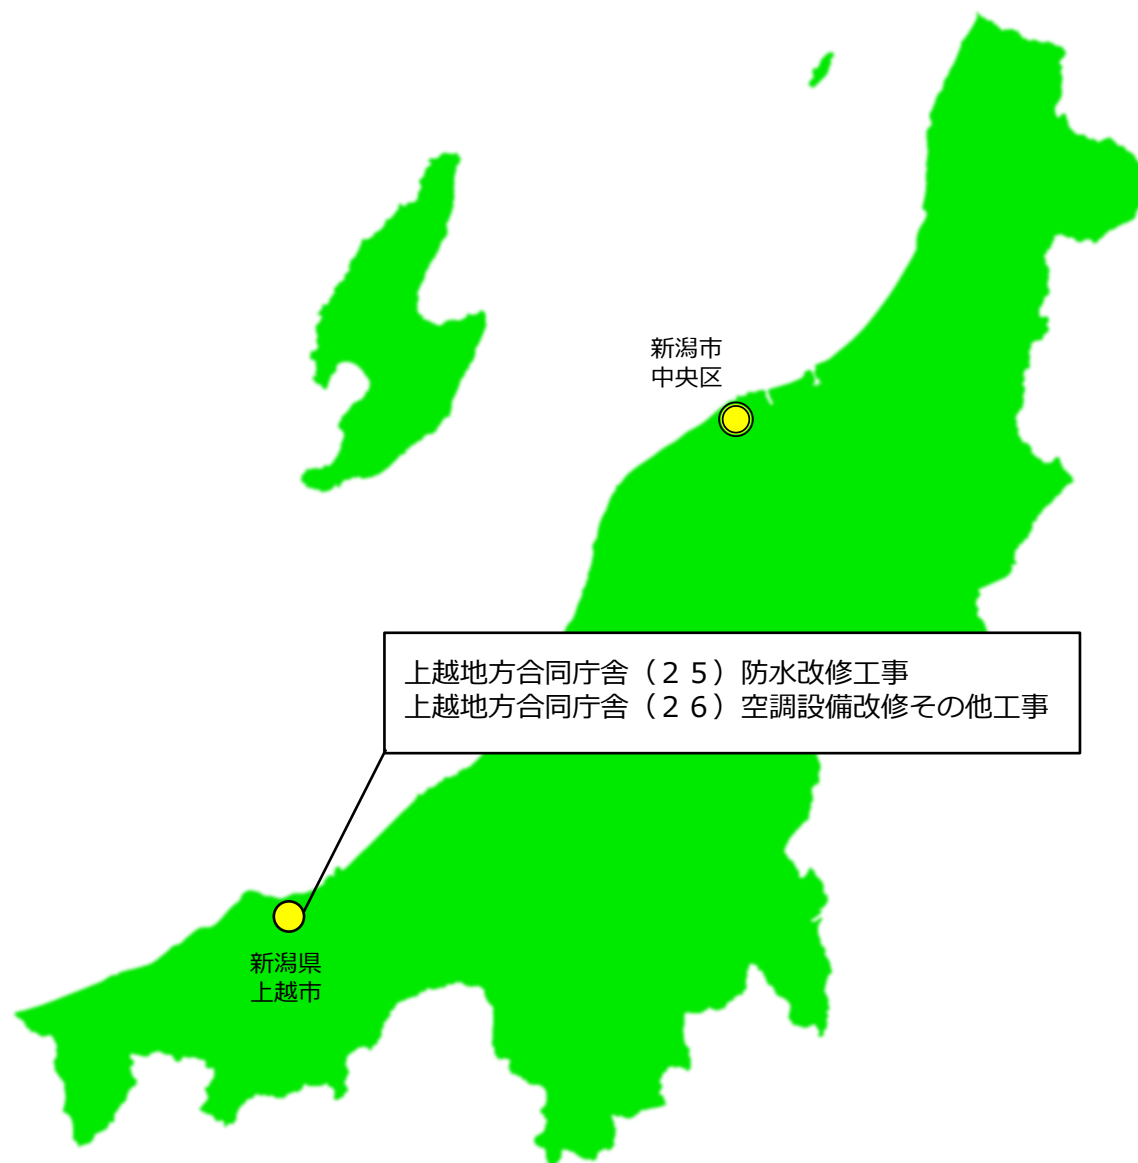 新潟市
中央区
上越地方合同庁舎（２５）防水改修工事
上越地方合同庁舎（２６）空調設備改修その他工事
新潟県
上越市